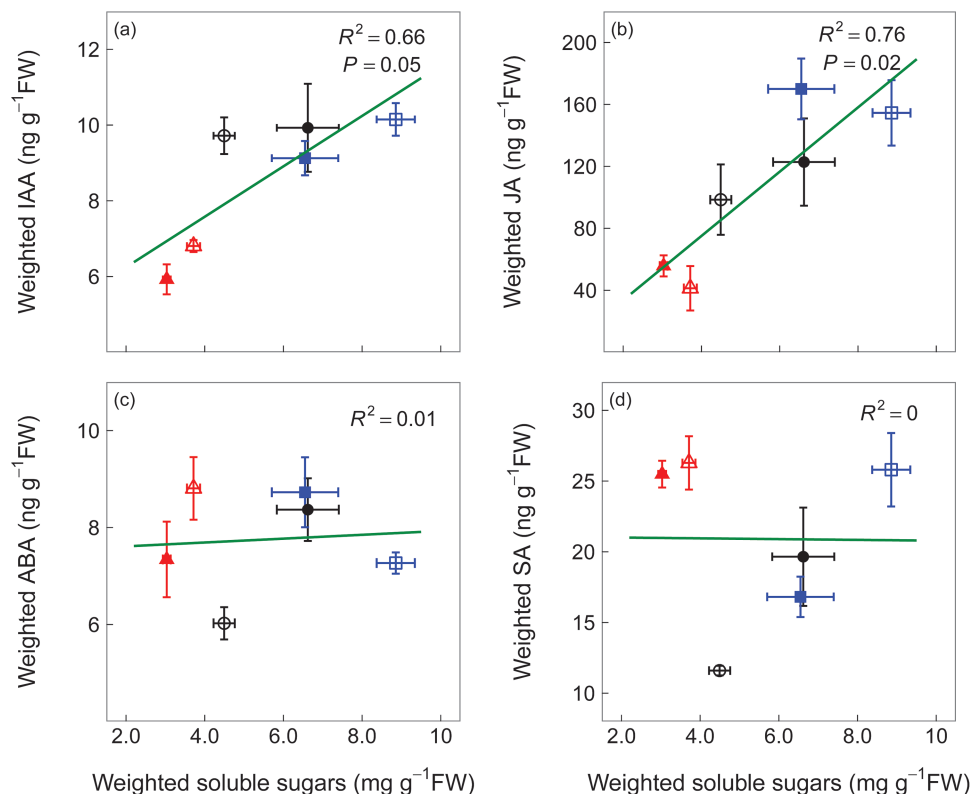 (a)
R² = 0.66
P = 0.05
12
10
8
6
Weighted IAA (ng g⁻¹FW)
(b)
R² = 0.76
P = 0.02
200
160
120
80
40
Weighted JA (ng g⁻¹FW)
(c)
R² = 0.01
10
8
6
Weighted ABA (ng g⁻¹FW)
2.0 4.0 6.0 8.0 10
Weighted soluble sugars (mg g⁻¹FW)
(d)
R² = 0
30
25
20
15
10
Weighted SA (ng g⁻¹FW)
2.0 4.0 6.0 8.0 10
Weighted soluble sugars (mg g⁻¹FW)